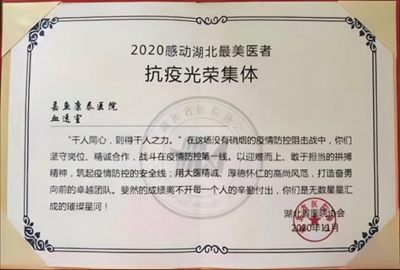 2020感动湖北最美医者
抗疫光荣集体
嘉鱼康泰医院
血透室
“千人同心，则得千人之力。”在这场没有硝烟的疫情防控阻击战中，你们
坚守岗位、精诚合作，战斗在疫情防控第一线。以迎难而上、敢于担当的拼搏
精神，筑起疫情防控的安全线；用大医精诚、厚德怀仁的高尚风范，打造奋勇
向前的卓越团队。斐然的成绩离不开每一个人的辛勤付出，你们是无数星星汇
成的璀璨星河！
湖北省医院协会
2020年11月